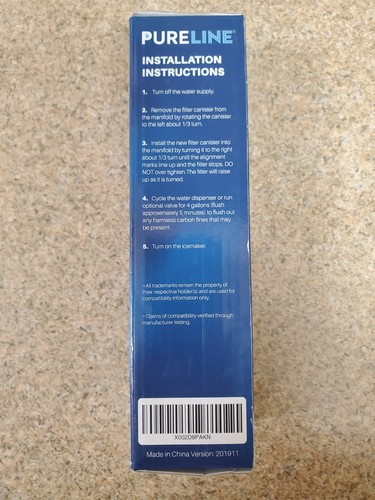 PURELINE®
INSTALLATION
INSTRUCTIONS
1. Turn off the water supply.
2. Remove the filter canister from
the manifold by rotating the canister
to the left about 1/3 turn.
3. Install the new filter canister into
the manifold by turning it to the right
about 1/3 turn until the alignment
marks line up and the filter stops. DO
NOT over tighten. The filter will raise
up as it is turned.
4. Cycle the water dispenser or run
optional valve for 4 gallons (flush
approximately 5 minutes) to flush out
any harmless carbon fines that may
be present.
5. Turn on the icemaker.
+All trademarks remain the property of
their respective holder(s) and are used for
compatibility information only.
*Claims of compatibility verified through
manufacturer testing.
X002D8PAKN
Made in China Version: 201911